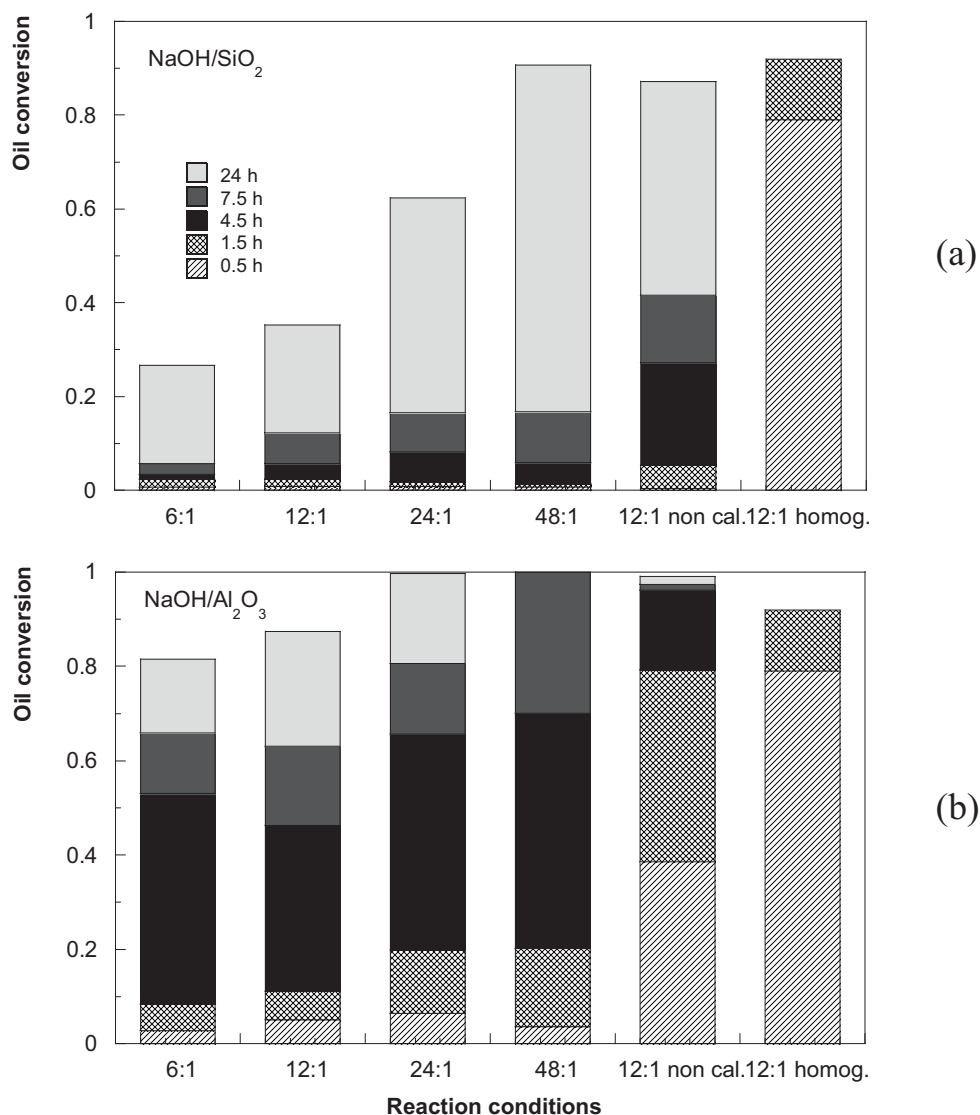 Oil conversion
1
0.8
0.6
0.4
0.2
0
NaOH/SiO2
24 h
7.5 h
4.5 h
1.5 h
0.5 h
6:1 12:1 24:1 48:1 12:1 non cal. 12:1 homog.
(a)
Oil conversion
1
0.8
0.6
0.4
0.2
0
NaOH/Al2O3
6:1 12:1 24:1 48:1 12:1 non cal. 12:1 homog.
(b)
Reaction conditions